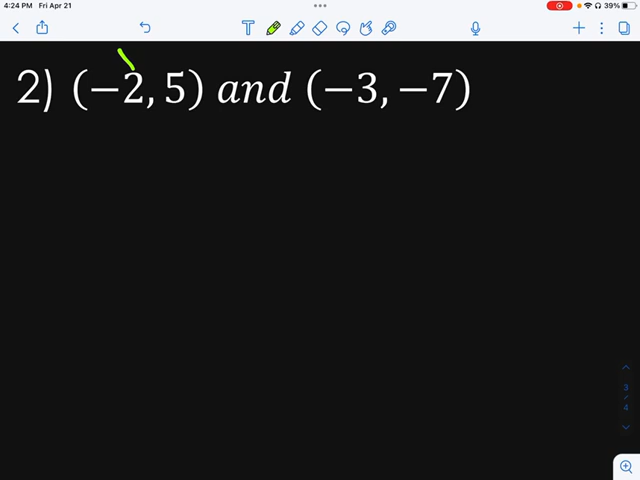 4:24 PM Fri Apr 21
39%
T
2) (−2, 5) and (−3, −7)
3
/
4